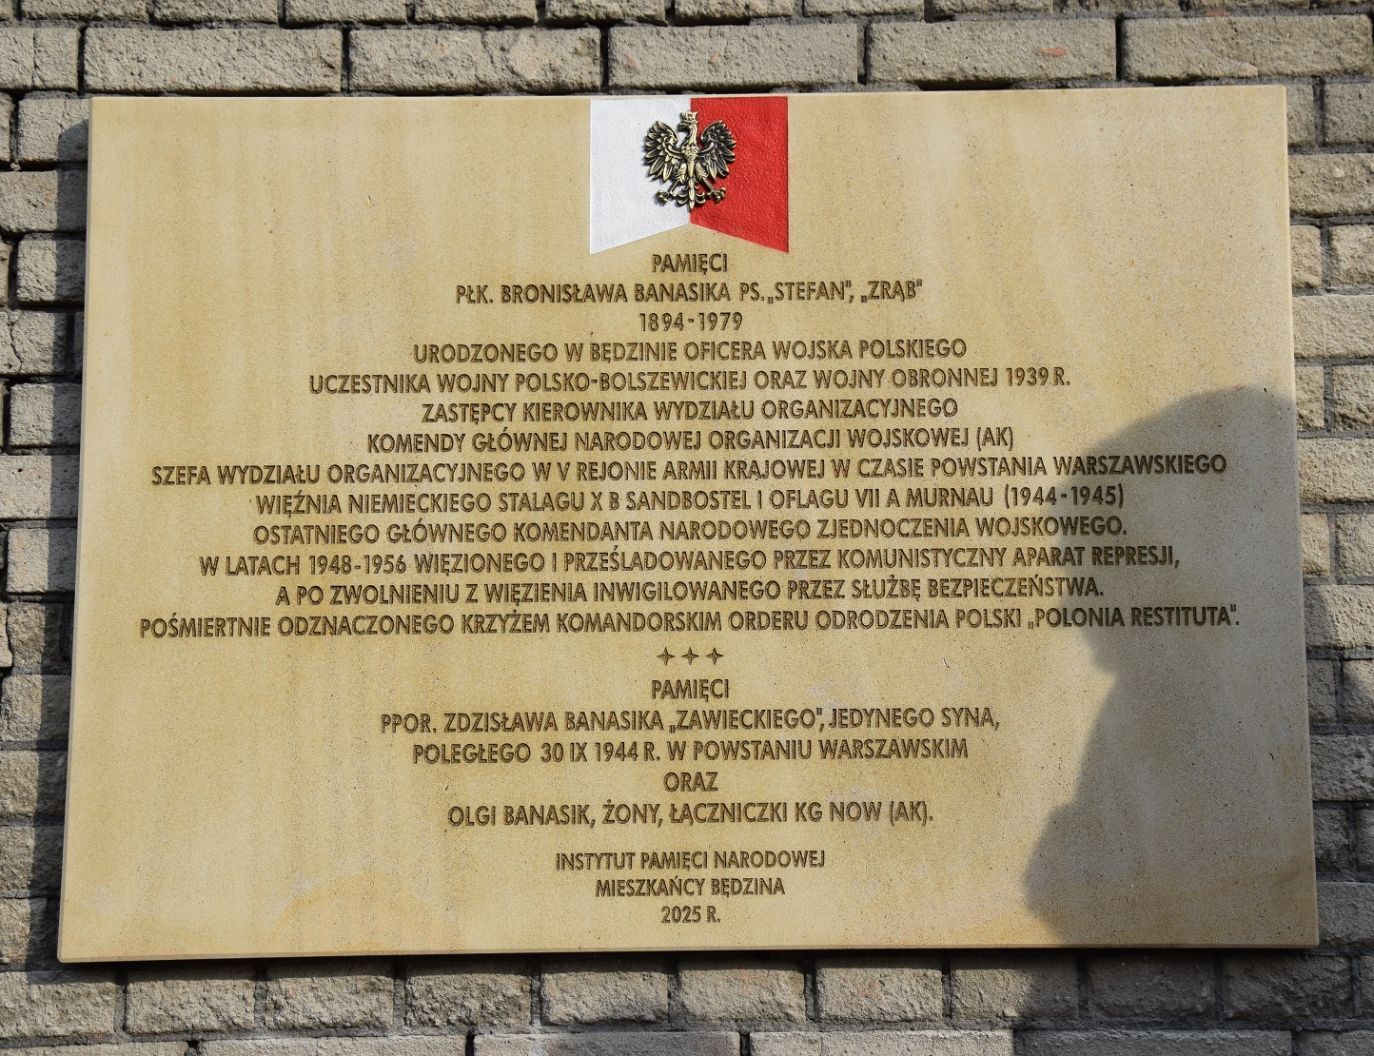 PAMIĘCI
PŁK. BRONISŁAWA BANASIKA PS. „STEFAN”, „ZRĄB”
1894-1979
URODZONEGO W BĘDZINIE OFICERA WOJSKA POLSKIEGO
UCZESTNIKA WOJNY POLSKO-BOLSZEWICKIEJ ORAZ WOJNY OBRONNEJ 1939 R.
ZASTĘPCY KIEROWNIKA WYDZIAŁU ORGANIZACYJNEGO
KOMENDY GŁÓWNEJ NARODOWEJ ORGANIZACJI WOJSKOWEJ (AK)
SZEFA WYDZIAŁU ORGANIZACYJNEGO W V REJONIE ARMII KRAJOWEJ W CZASIE POWSTANIA WARSZAWSKIEGO
WIĘŹNIA NIEMIECKIEGO STALAGU X B SANDBOSTEL I OFLAGU VII A MURNAU (1944-1945)
OSTATNIEGO GŁÓWNEGO KOMENDANTA NARODOWEGO ZJEDNOCZENIA WOJSKOWEGO.
W LATACH 1948-1956 WIĘZIONEGO I PRZEŚLADOWANEGO PRZEZ KOMUNISTYCZNY APARAT REPRESJI,
A PO ZWOLNIENIU Z WIĘZIENIA INWIGILOWANEGO PRZEZ SŁUŻBĘ BEZPIECZEŃSTWA.
POŚMIERTNIE ODZNACZONEGO KRZYŻEM KOMANDORSKIM ORDERU ODRODZENIA POLSKI „POLONIA RESTITUTA”.
PAMIĘCI
PPOR. ZDZISŁAWA BANASIKA „ZAWIECKIEGO”, JEDYNEGO SYNA,
POLEGŁEGO 30 IX 1944 R. W POWSTANIU WARSZAWSKIM
ORAZ
OLGI BANASIK, ŻONY, ŁĄCZNICZKI KG NOW (AK).
INSTYTUT PAMIĘCI NARODOWEJ
MIESZKAŃCY BĘDZINA
2025 R.